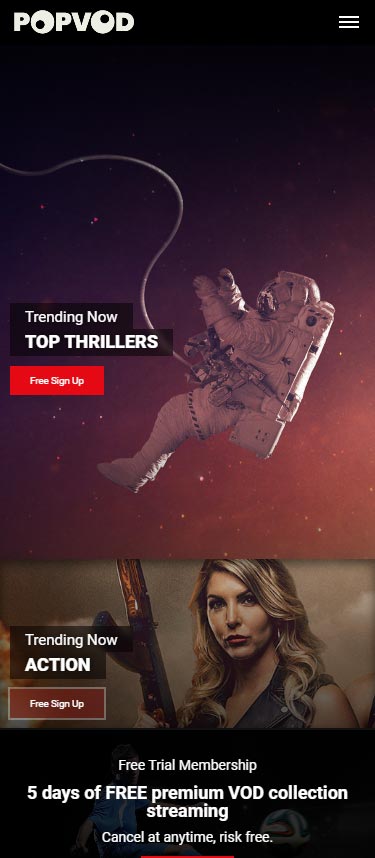 POPVOD
Trending Now
TOP THRILLERS
Free Sign Up
Trending Now
ACTION
Free Sign Up
Free Trial Membership
5 days of FREE premium VOD collection
streaming
Cancel at anytime, risk free.